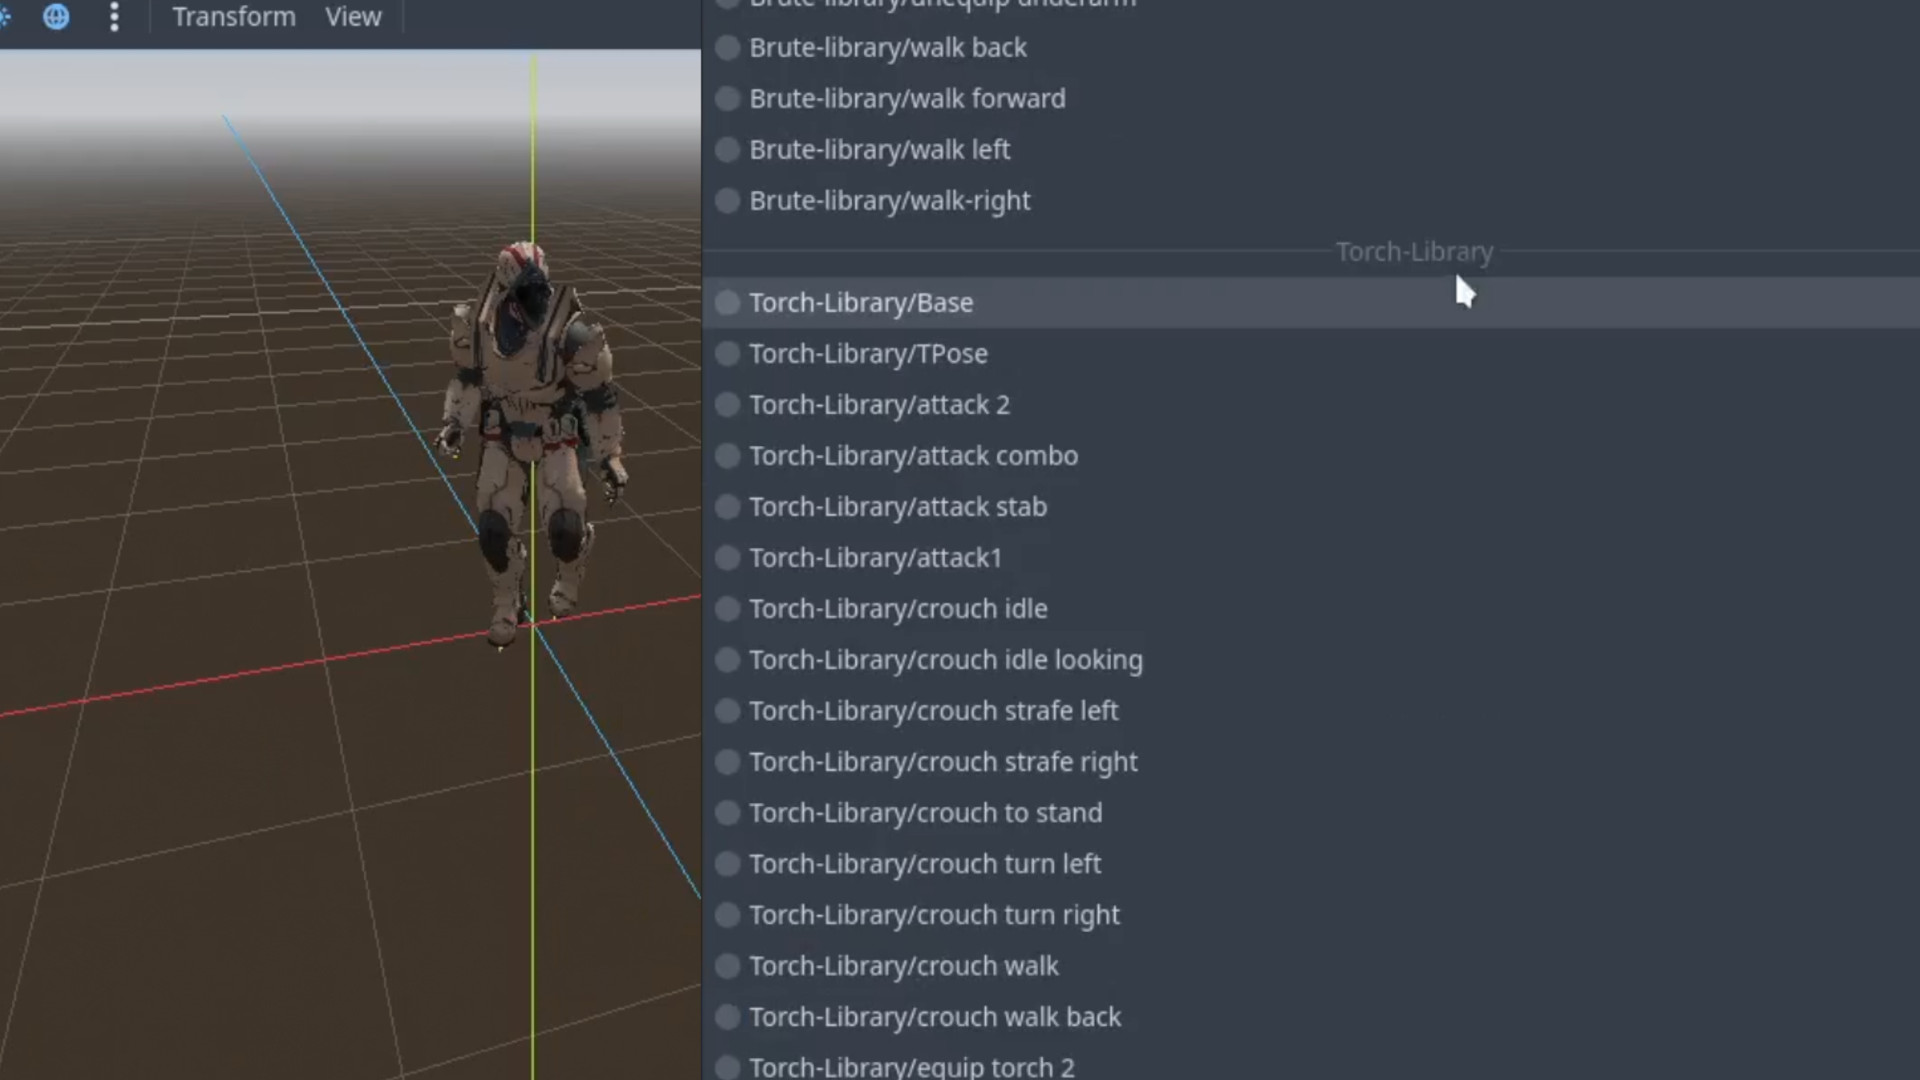 Transform View
Brute-library/unequip underarm
Brute-library/walk back
Brute-library/walk forward
Brute-library/walk left
Brute-library/walk-right
Torch-Library
Torch-Library/Base
Torch-Library/TPose
Torch-Library/attack 2
Torch-Library/attack combo
Torch-Library/attack stab
Torch-Library/attack1
Torch-Library/crouch idle
Torch-Library/crouch idle looking
Torch-Library/crouch strafe left
Torch-Library/crouch strafe right
Torch-Library/crouch to stand
Torch-Library/crouch turn left
Torch-Library/crouch turn right
Torch-Library/crouch walk
Torch-Library/crouch walk back
Torch-Library/equip torch 2